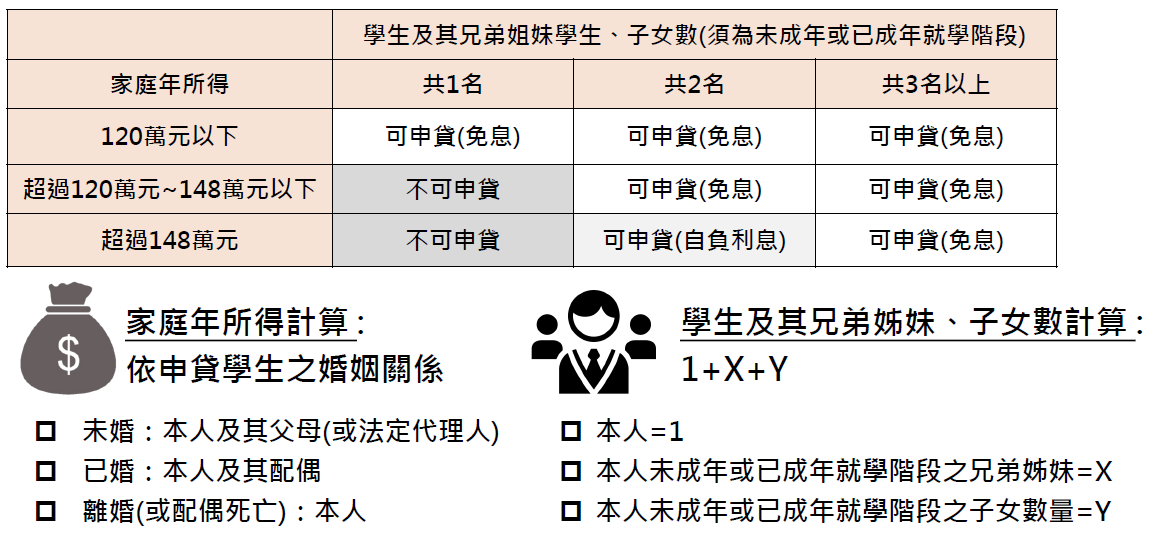 學生及其兄弟姐妹學生、子女數(須為未成年或已成年就學階段)
家庭年所得 共1名 共2名 共3名以上
120萬元以下 可申貸(免息) 可申貸(免息) 可申貸(免息)
超過120萬元~148萬元以下 不可申貸 可申貸(免息) 可申貸(免息)
超過148萬元 不可申貸 可申貸(自負利息) 可申貸(免息)
$
家庭年所得計算:
依申貸學生之婚姻關係
未婚:本人及其父母(或法定代理人)
已婚:本人及其配偶
離婚(或配偶死亡):本人
學生及其兄弟姊妹、子女數計算:
1+X+Y
本人=1
本人未成年或已成年就學階段之兄弟姊妹=X
本人未成年或已成年就學階段之子女數量=Y